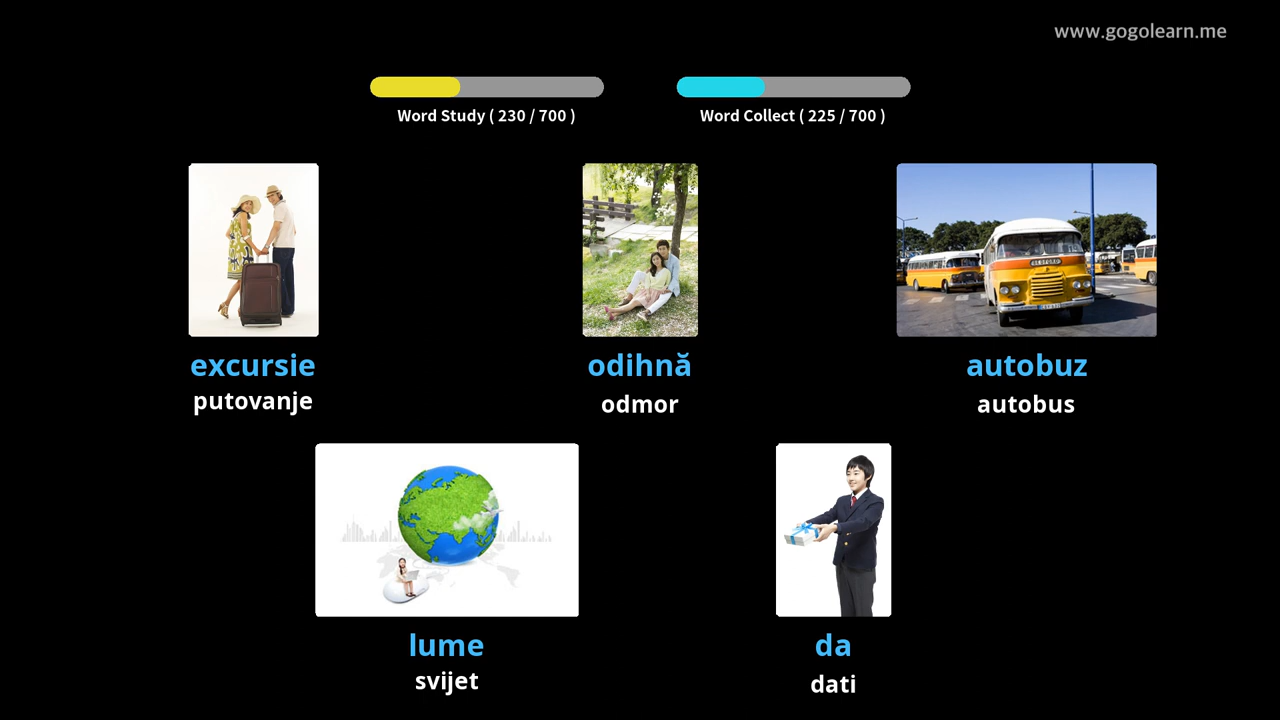 www.gogolearn.me
Word Study ( 230 / 700 )
Word Collect ( 225 / 700 )
excursie
putovanje
odihnă
odmor
BEDFORD
autobuz
autobus
lume
svijet
da
dati